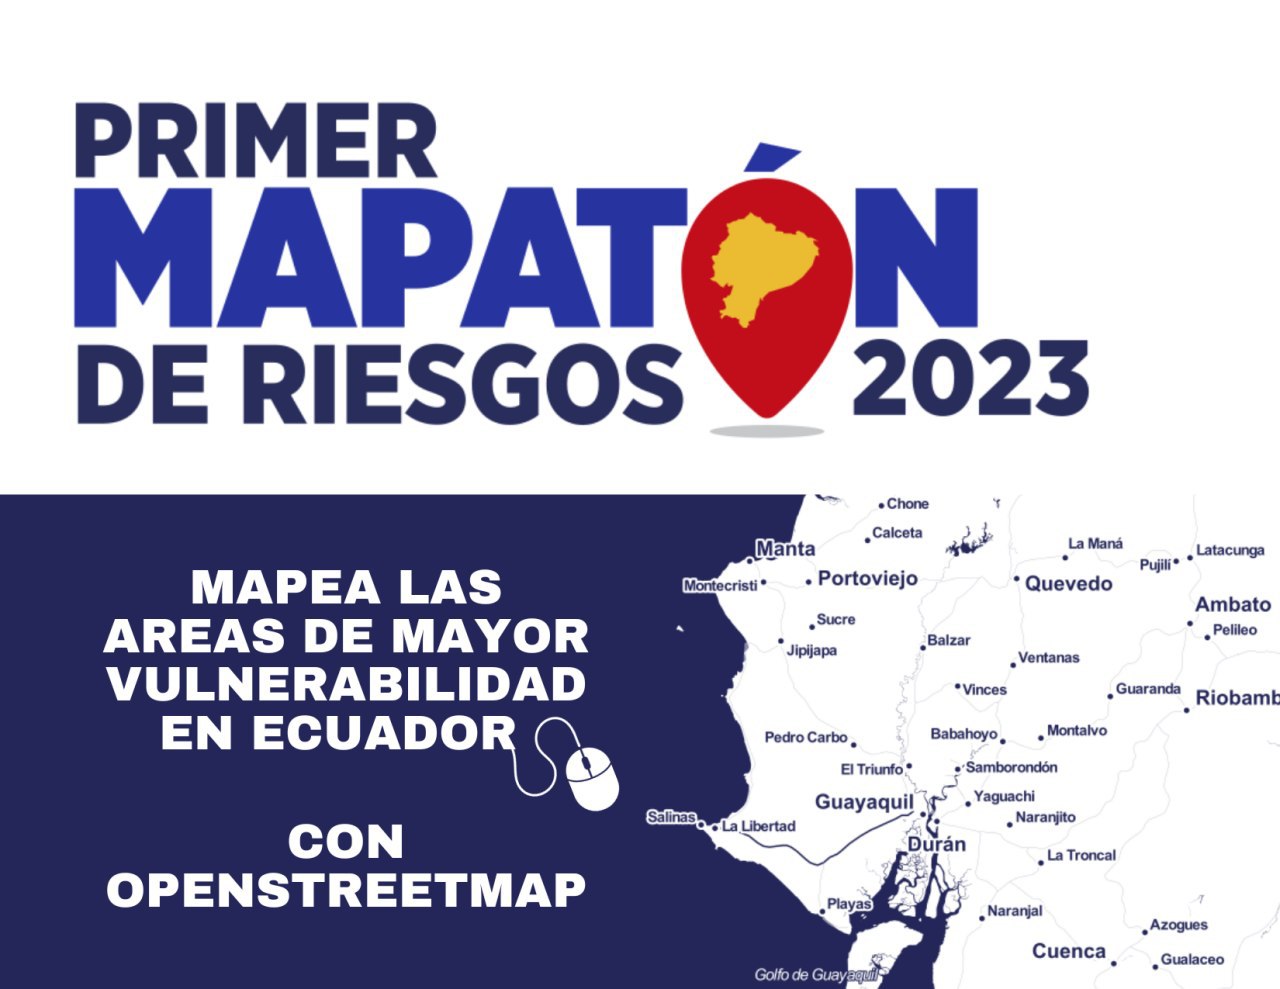 PRIMER
MAPATÓN
DE RIESGOS 2023
MAPEA LAS
AREAS DE MAYOR
VULNERABILIDAD
EN ECUADOR
CON
OPENSTREETMAP
Chone
Calceta
Manta
La Maná
Latacunga
Pujilí
Montecristi
Portoviejo
Quevedo
Ambato
Sucre
Pelileo
Jipijapa
Balzar
Ventanas
Vinces
Guaranda
Riobamb
Pedro Carbo
Babahoyo
Montalvo
El Triunfo
Samborondón
Guayaquil
Yaguachi
Salinas
La Libertad
Naranjito
Durán
La Troncal
Playas
Naranjal
Azogues
Cuenca
Gualaceo
Golfo de Guayaquil